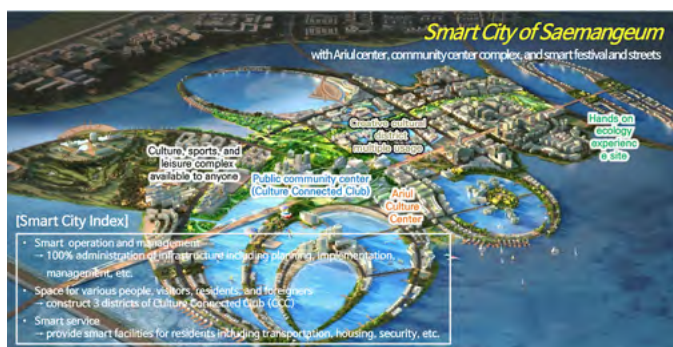 Smart City of Saemangeum
with Ariul center, community center complex, and smart festival and streets
Creative cultural
district
multiple usage
Hands on
ecology
experienc
e site
Culture, sports, and
leisure complex
available to anyone
Public community center
(Culture Connected Club)
Ariul
Culture
Center
[Smart City Index]
• Smart operation and management
→ 100% administration of infrastructure including planning, implementation,
management, etc.
• Space for various people, visitors, residents, and foreigners
→ construct 3 districts of Culture Connected Club (CCC)
• Smart service
→ provide smart facilities for residents including transportation, housing, security, etc.